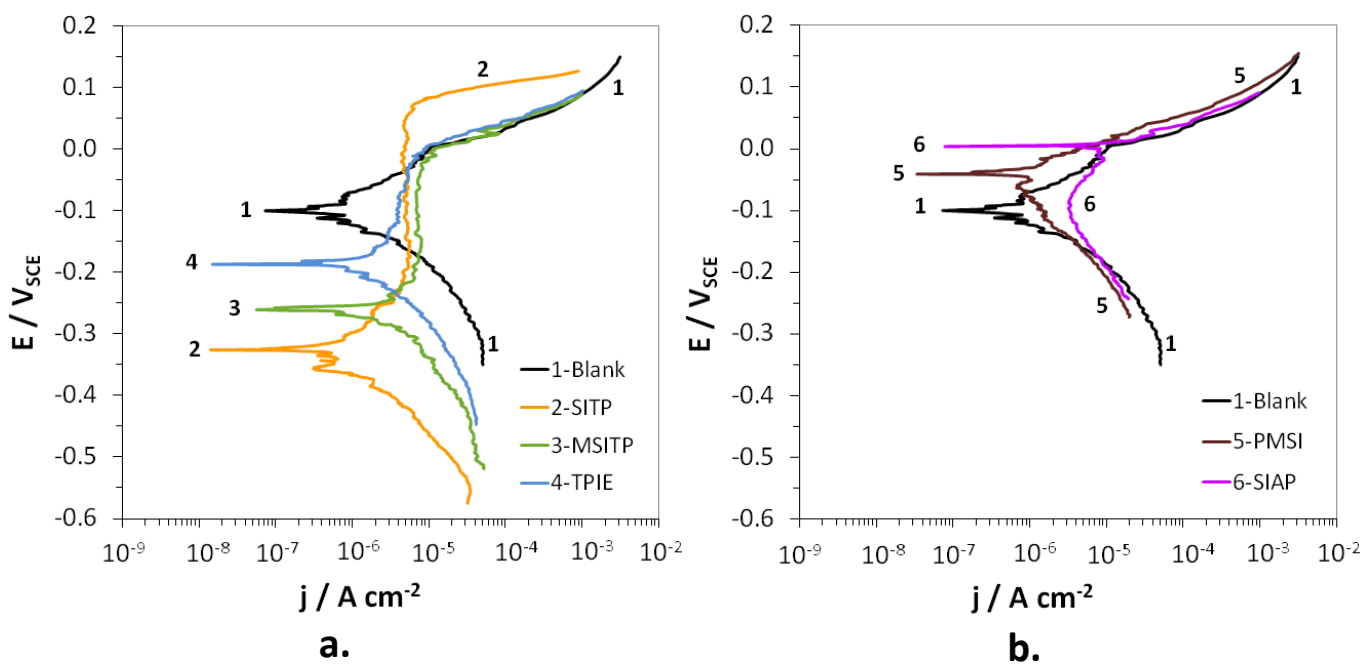 0.2
0.1
0.0
-0.1
-0.2
-0.3
-0.4
-0.5
-0.6
E / V_SCE
2
1
1
4
3
2
1
1-Blank
2-SITP
3-MSITP
4-TPIE
10⁻⁹ 10⁻⁸ 10⁻⁷ 10⁻⁶ 10⁻⁵ 10⁻⁴ 10⁻³ 10⁻²
j / A cm⁻²
a.
0.2
0.1
0.0
-0.1
-0.2
-0.3
-0.4
-0.5
-0.6
E / V_SCE
5
1
6
5
1
6
5
1
1-Blank
5-PMSI
6-SIAP
10⁻⁹ 10⁻⁸ 10⁻⁷ 10⁻⁶ 10⁻⁵ 10⁻⁴ 10⁻³ 10⁻²
j / A cm⁻²
b.